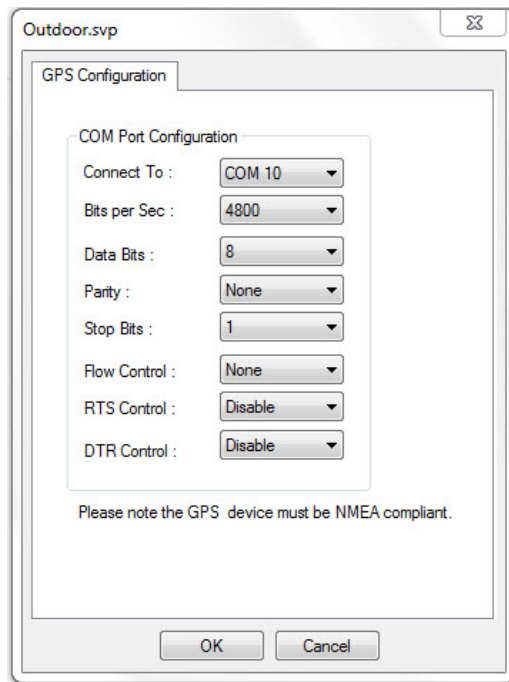 Outdoor.svp
GPS Configuration
COM Port Configuration
Connect To : COM 10
Bits per Sec : 4800
Data Bits : 8
Parity : None
Stop Bits : 1
Flow Control : None
RTS Control : Disable
DTR Control : Disable
Please note the GPS device must be NMEA compliant.
OK Cancel